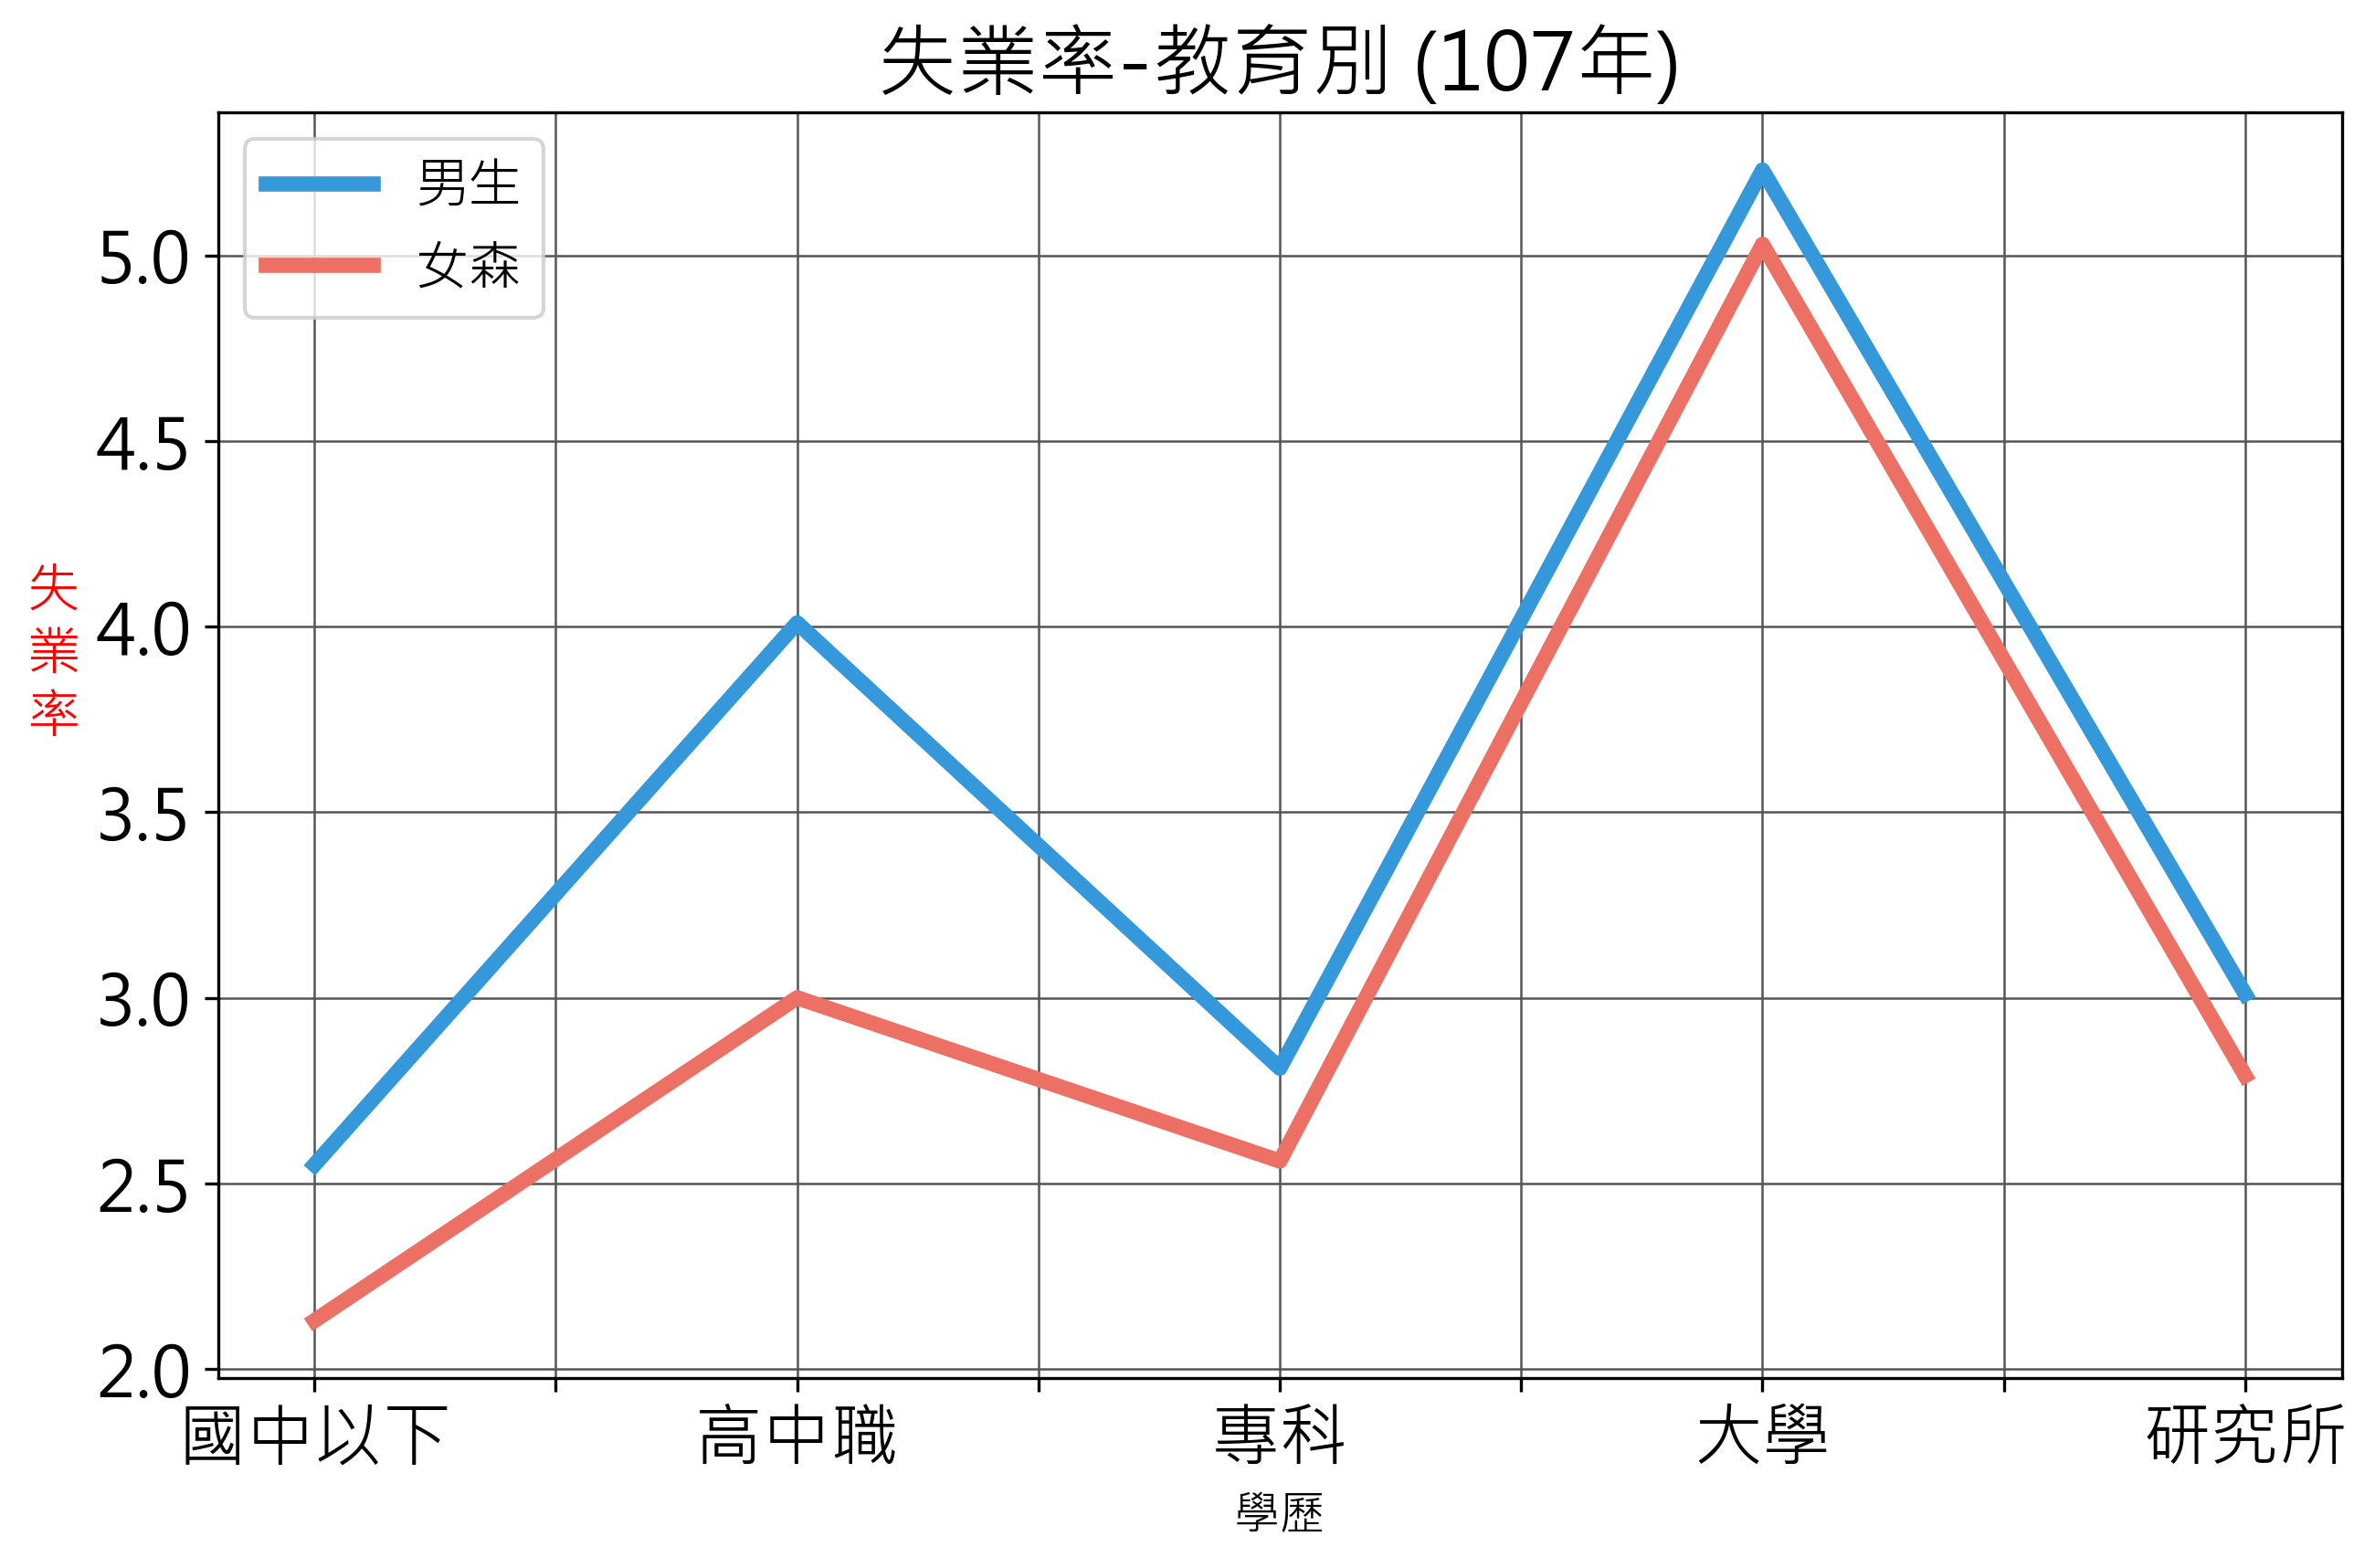 失業率-教育別 (107年)
男生
女森
5.0
4.5
4.0
3.5
3.0
2.5
2.0
失業率
國中以下 高中職 專科 大學 研究所
學歷